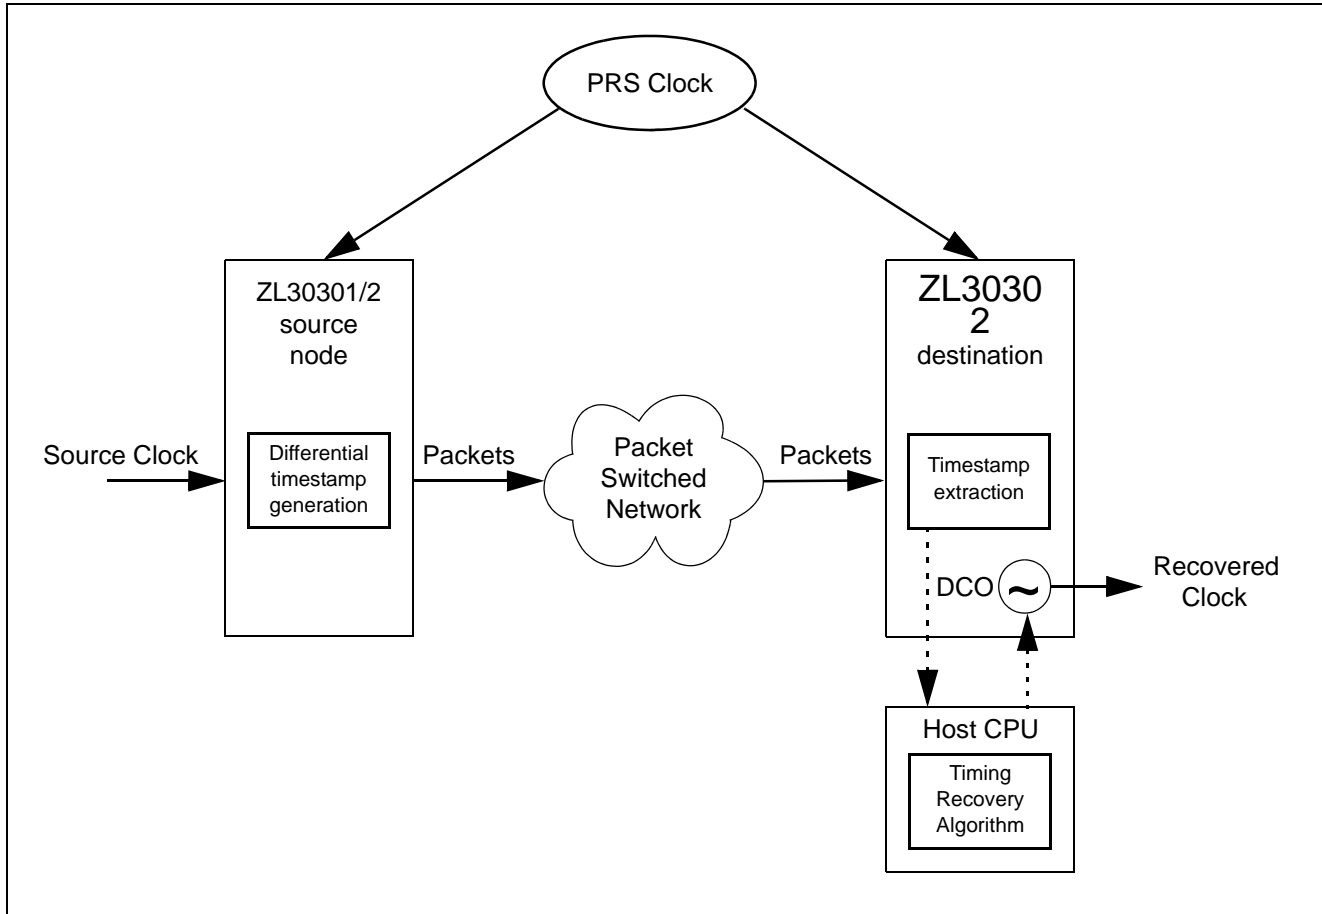 PRS Clock
ZL30301/2
source
node
ZL3030
2
destination
Source Clock
Differential
timestamp
generation
Packets
Packet
Switched
Network
Packets
Timestamp
extraction
DCO
~
Recovered
Clock
Host CPU
Timing
Recovery
Algorithm